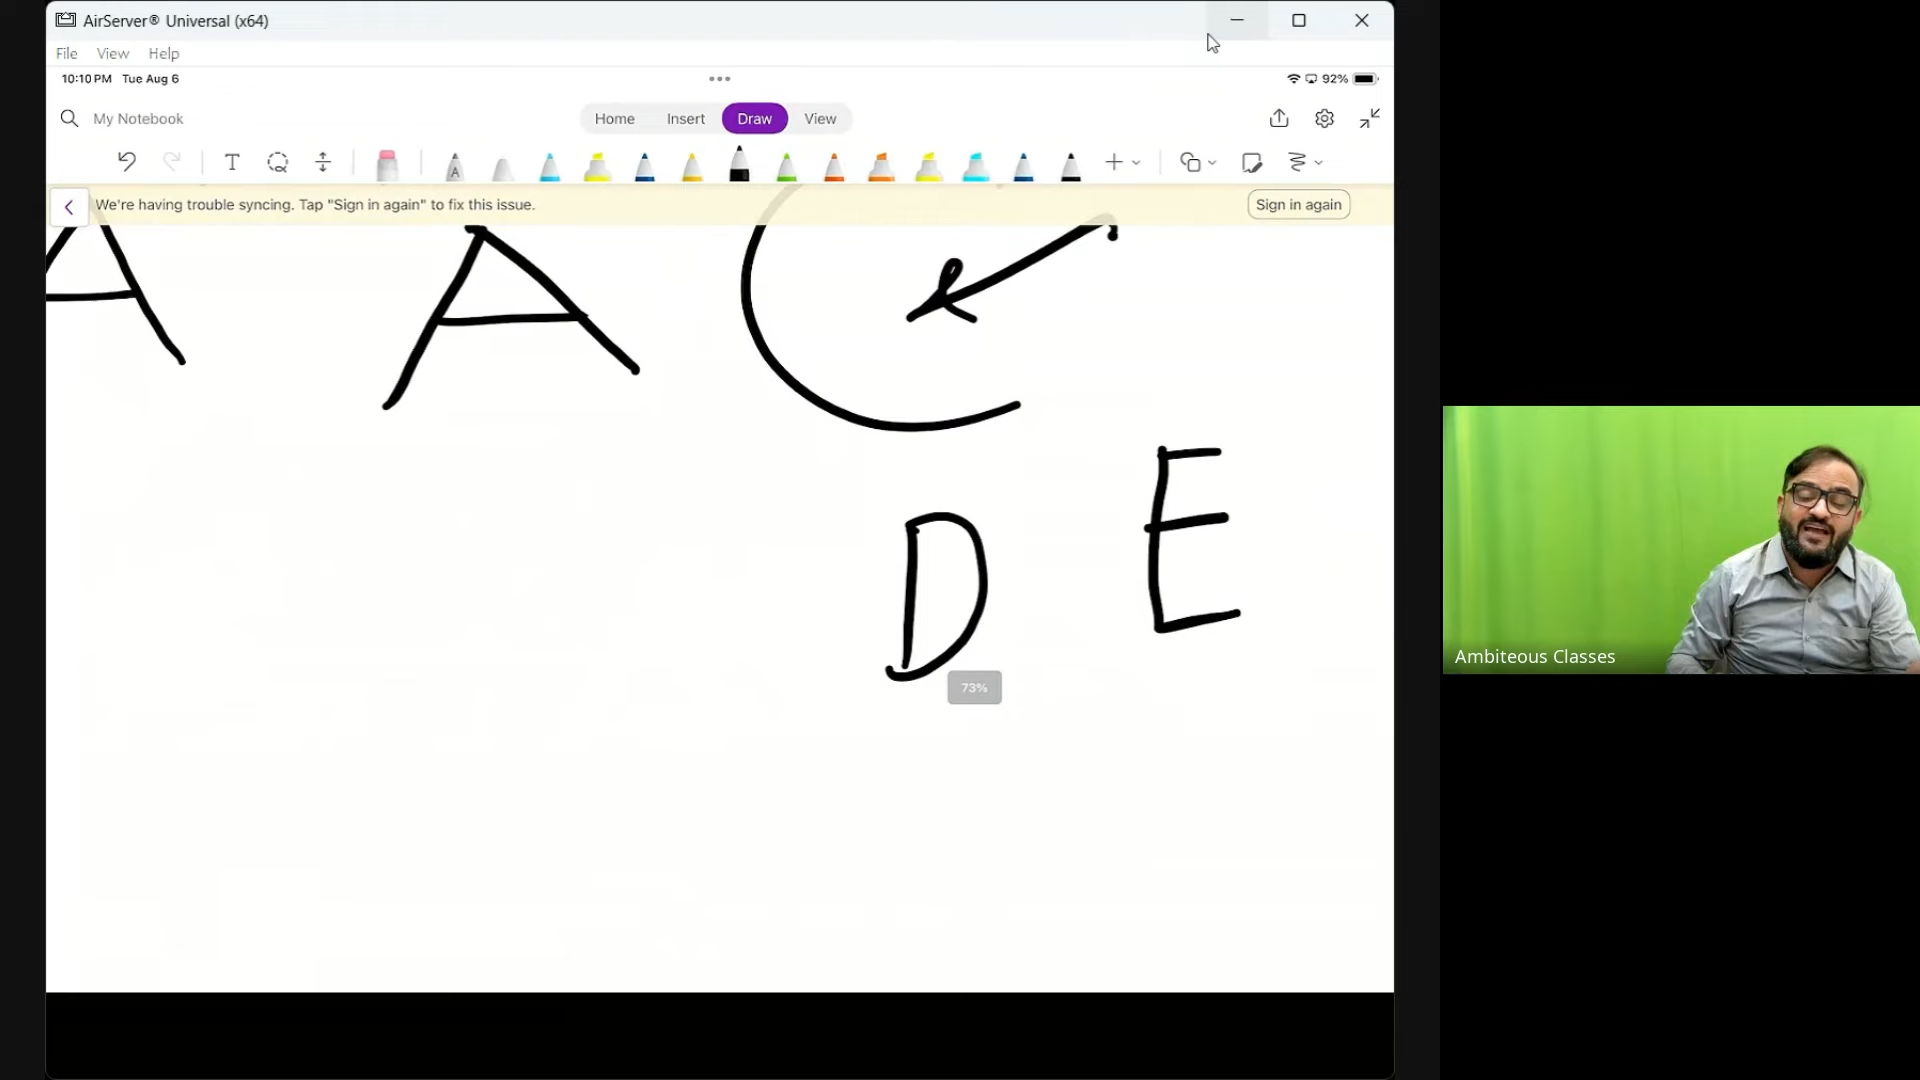 AirServer® Universal (x64)
File View Help
10:10 PM Tue Aug 6
92%
My Notebook
Home Insert Draw View
T
A
We're having trouble syncing. Tap "Sign in again" to fix this issue.
Sign in again
A A C
D E
73%
Ambiteous Classes